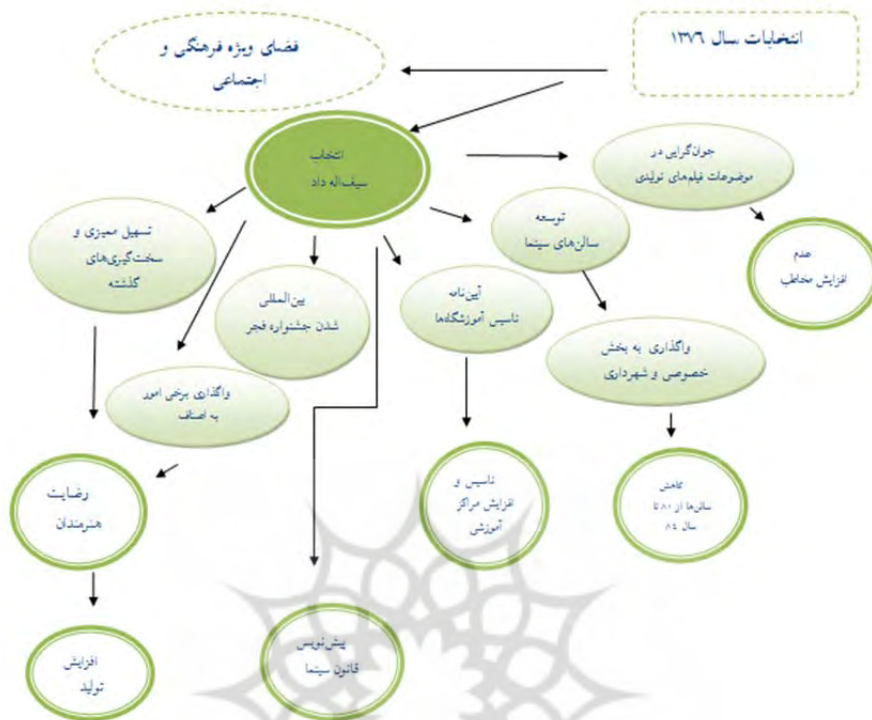 انتخابات سال ۱۳۷۶
فضای ویژه فرهنگی و
اجتماعی
انتخاب
سیف‌اله داد
جوان‌گرایی در
موضوعات فیلم‌های تولیدی
عدم
افزایش مخاطب
توسعه
سالن‌های سینما
تسهیل ممیزی و
سخت‌گیری‌های
گذشته
بین‌المللی
شدن جشنواره فجر
آیین‌نامه
تاسیس آموزشگاه‌ها
واگذاری به بخش
خصوصی و شهرداری
واگذاری برخی امور
به اصناف
رضایت
هنرمندان
تاسیس و
افزایش مراکز
آموزشی
کاهش
سالن‌ها از ۸۱ تا
سال ۸۴
افزایش
تولید
پیش‌نویس
قانون سینما